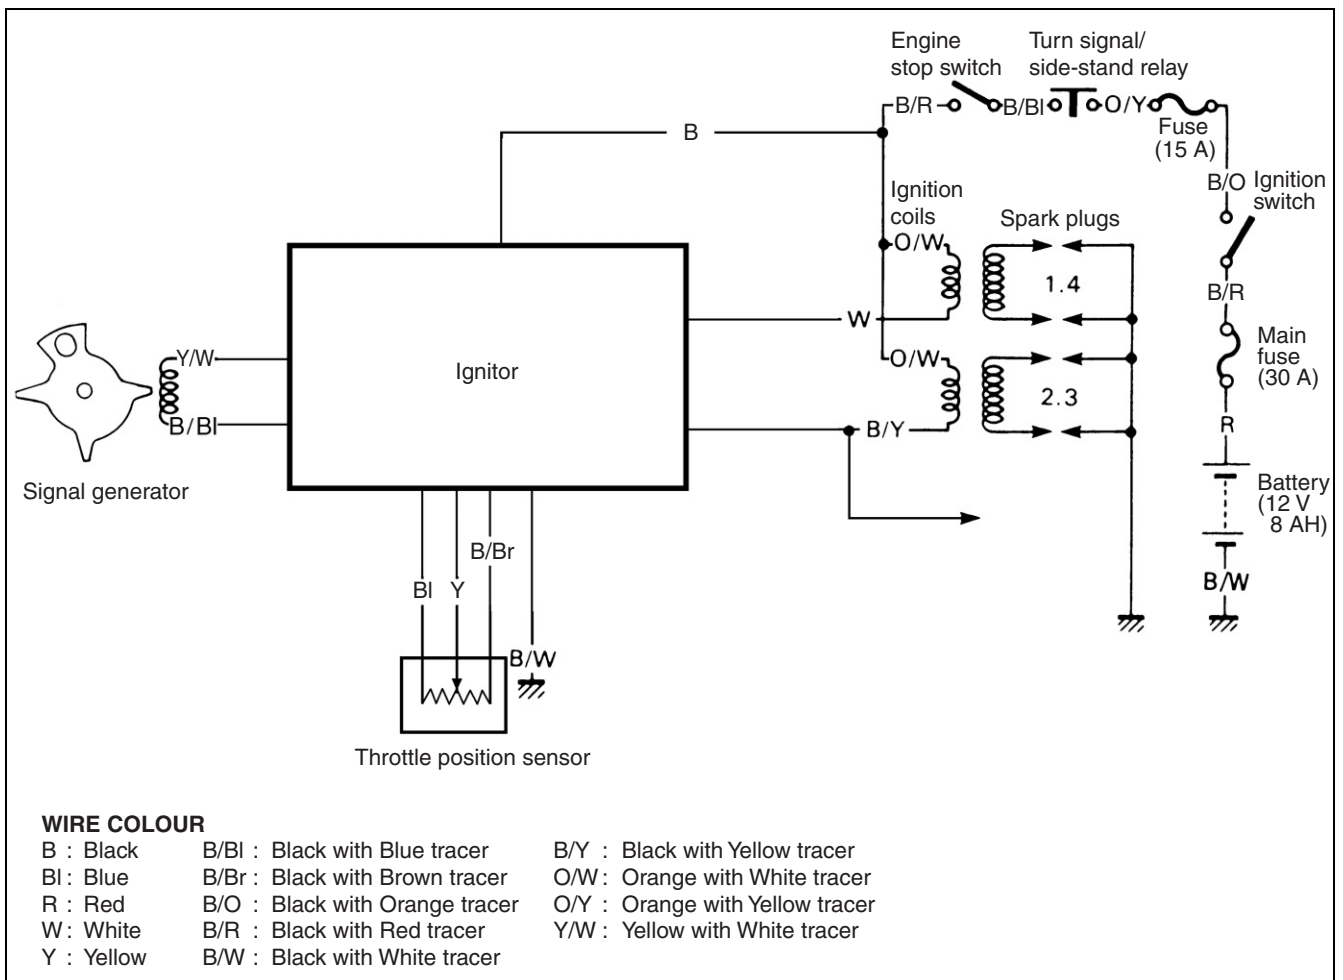 Engine
stop switch
Turn signal/
side-stand relay
B/R
B/Bl
O/Y
Fuse
(15 A)
B
B/O
Ignition
switch
Ignition
coils
Spark plugs
O/W
1.4
B/R
W
Main
fuse
(30 A)
Y/W
Ignitor
O/W
2.3
R
B/Bl
B/Y
Signal generator
Battery
(12 V
8 AH)
B/Br
Bl
Y
B/W
B/W
Throttle position sensor
WIRE COLOUR
B : Black
Bl : Blue
R : Red
W : White
Y : Yellow
B/Bl : Black with Blue tracer
B/Br : Black with Brown tracer
B/O : Black with Orange tracer
B/R : Black with Red tracer
B/W : Black with White tracer
B/Y : Black with Yellow tracer
O/W : Orange with White tracer
O/Y : Orange with Yellow tracer
Y/W : Yellow with White tracer